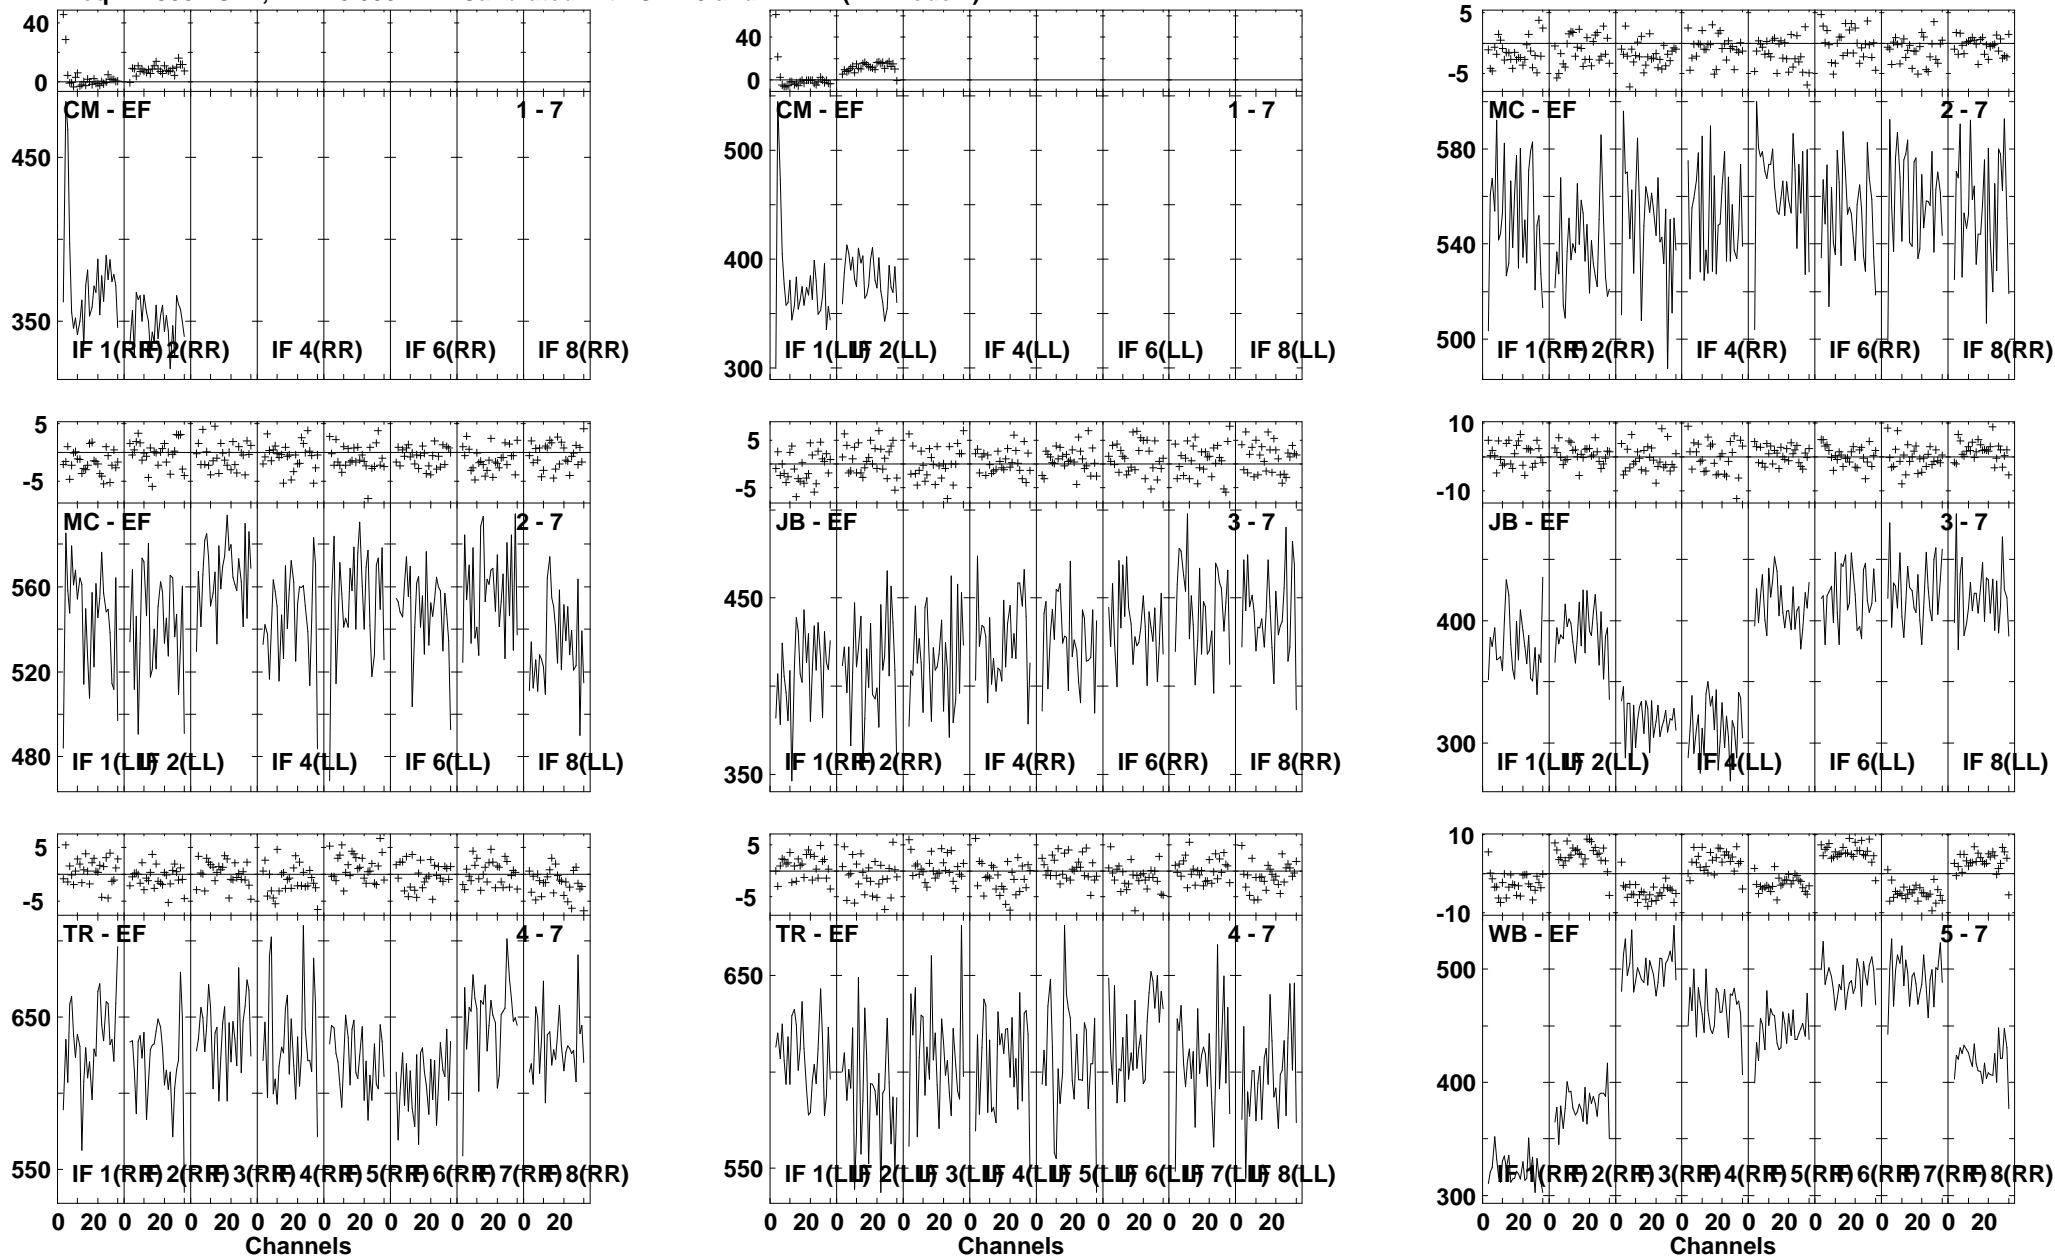 40
20
0
CM - EF 1 - 7
450
350
IF 1(RR) IF 2(RR) IF 4(RR) IF 6(RR) IF 8(RR)
40
0
CM - EF 1 - 7
500
400
300
IF 1(LL) IF 2(LL) IF 4(LL) IF 6(LL) IF 8(LL)
5
-5
MC - EF 2 - 7
580
540
500
IF 1(RR) IF 2(RR) IF 4(RR) IF 6(RR) IF 8(RR)
5
-5
MC - EF 2 - 7
560
520
480
IF 1(LL) IF 2(LL) IF 4(LL) IF 6(LL) IF 8(LL)
5
-5
JB - EF 3 - 7
450
350
IF 1(RR) IF 2(RR) IF 4(RR) IF 6(RR) IF 8(RR)
10
-10
JB - EF 3 - 7
400
300
IF 1(LL) IF 2(LL) IF 4(LL) IF 6(LL) IF 8(LL)
5
-5
TR - EF 4 - 7
650
550
IF 1(RR) IF 2(RR) IF 3(RR) IF 4(RR) IF 5(RR) IF 6(RR) IF 7(RR) IF 8(RR)
0 20 0 20 0 20 0 20 0 20 0 20 0 20 0 20
Channels
5
-5
TR - EF 4 - 7
650
550
IF 1(LL) IF 2(LL) IF 3(LL) IF 4(LL) IF 5(LL) IF 6(LL) IF 7(LL) IF 8(LL)
0 20 0 20 0 20 0 20 0 20 0 20 0 20 0 20
Channels
10
-10
WB - EF 5 - 7
500
400
300
IF 1(RR) IF 2(RR) IF 3(RR) IF 4(RR) IF 5(RR) IF 6(RR) IF 7(RR) IF 8(RR)
0 20 0 20 0 20 0 20 0 20 0 20 0 20 0 20
Channels